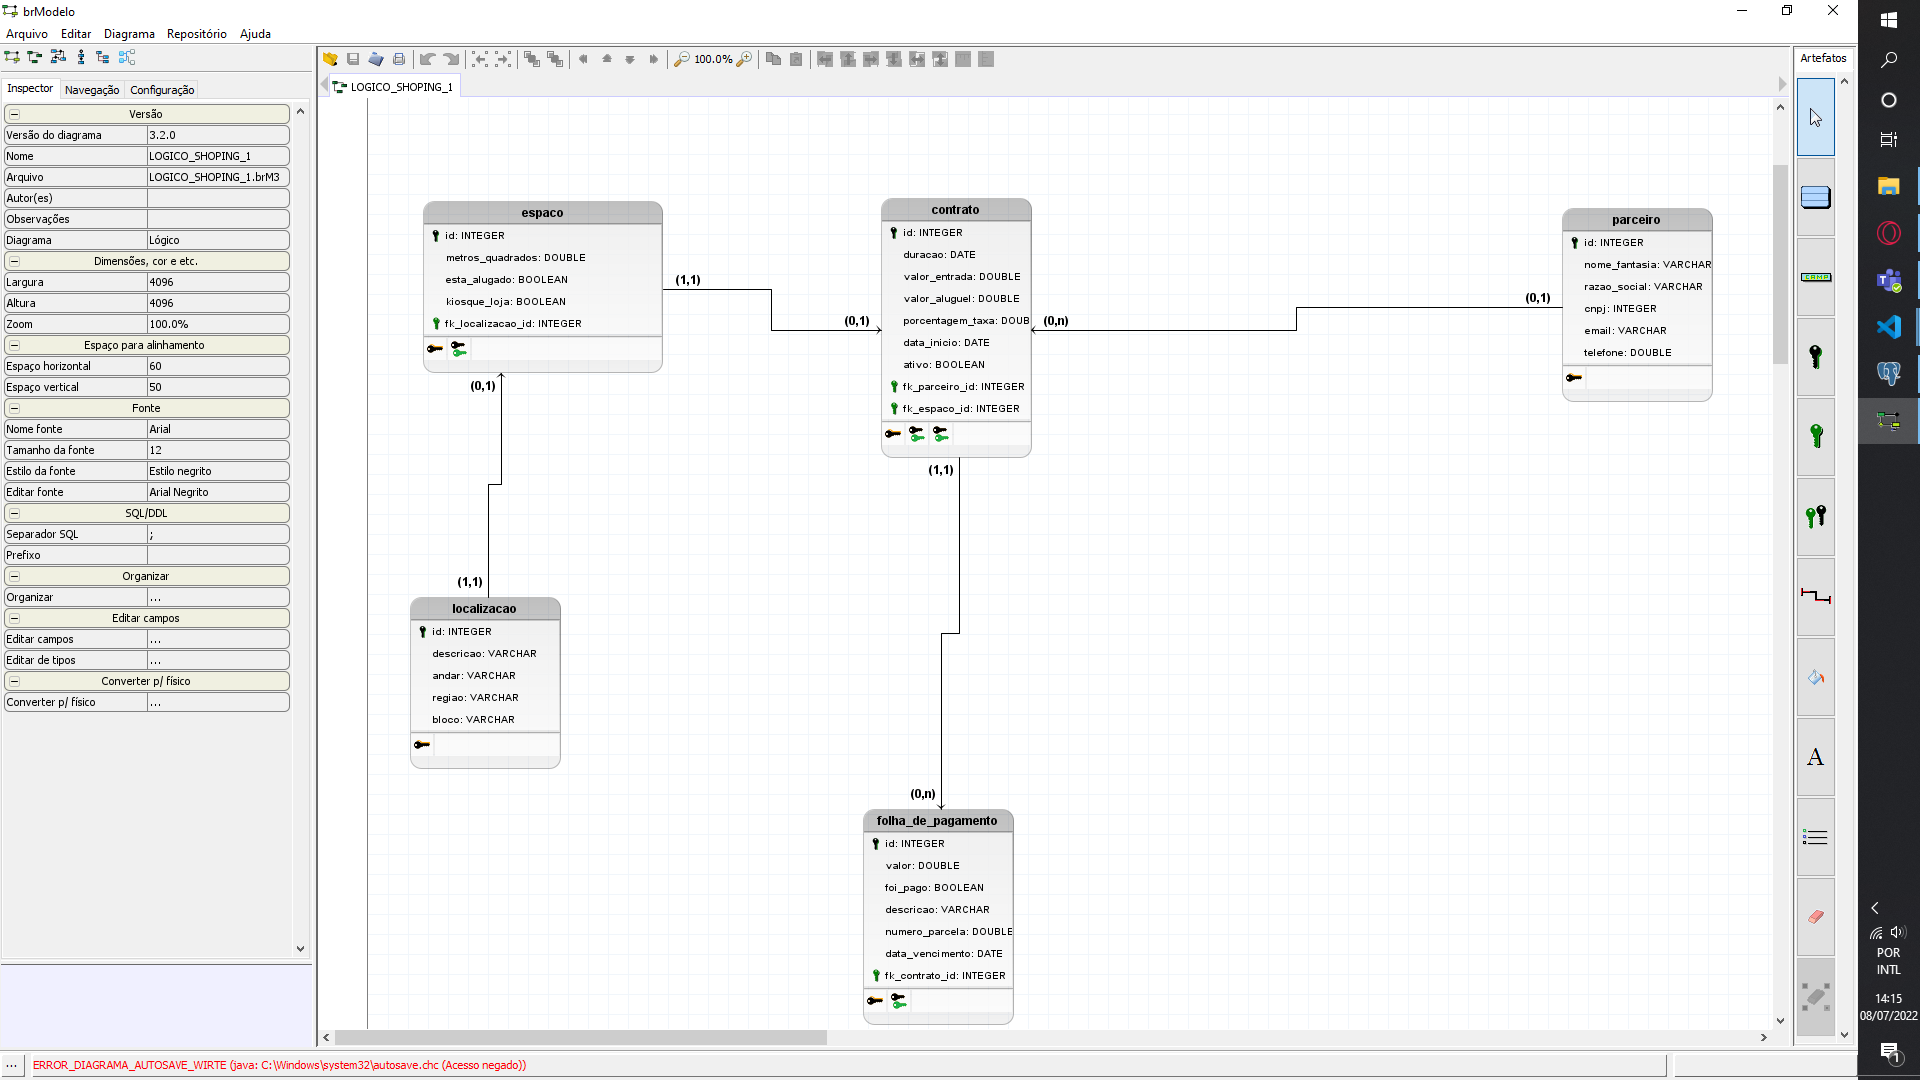 brModelo
Arquivo Editar Diagrama Repositório Ajuda
Inspector Navegação Configuração
Versão
Versão do diagrama 3.2.0
Nome LOGICO_SHOPING_1
Arquivo LOGICO_SHOPING_1.brM3
Autor(es)
Observações
Diagrama Lógico
Dimensões, cor e etc.
Largura 4096
Altura 4096
Zoom 100.0%
Espaço para alinhamento
Espaço horizontal 60
Espaço vertical 50
Fonte
Nome fonte Arial
Tamanho da fonte 12
Estilo da fonte Estilo negrito
Editar fonte Arial Negrito
SQL/DDL
Separador SQL ;
Prefixo
Organizar
Organizar ...
Editar campos
Editar campos ...
Editar de tipos ...
Converter p/ físico
Converter p/ físico ...
100.0%
LOGICO_SHOPING_1
espaco
id: INTEGER
metros_quadrados: DOUBLE
esta_alugado: BOOLEAN
kiosque_loja: BOOLEAN
fk_localizacao_id: INTEGER
(1,1)
(0,1)
(0,1)
(1,1)
localizacao
id: INTEGER
descricao: VARCHAR
andar: VARCHAR
regiao: VARCHAR
bloco: VARCHAR
contrato
id: INTEGER
duracao: DATE
valor_entrada: DOUBLE
valor_aluguel: DOUBLE
porcentagem_taxa: DOUB
data_inicio: DATE
ativo: BOOLEAN
fk_parceiro_id: INTEGER
fk_espaco_id: INTEGER
(0,n)
(0,1)
(1,1)
(0,n)
folha_de_pagamento
id: INTEGER
valor: DOUBLE
foi_pago: BOOLEAN
descricao: VARCHAR
numero_parcela: DOUBLE
data_vencimento: DATE
fk_contrato_id: INTEGER
parceiro
id: INTEGER
nome_fantasia: VARCHAR
razao_social: VARCHAR
cnpj: INTEGER
email: VARCHAR
telefone: DOUBLE
Artefatos
CAMP
A
... ERROR_DIAGRAMA_AUTOSAVE_WIRTE (java: C:\Windows\system32\autosave.chc (Acesso negado))
POR
INTL
14:15
08/07/2022
1